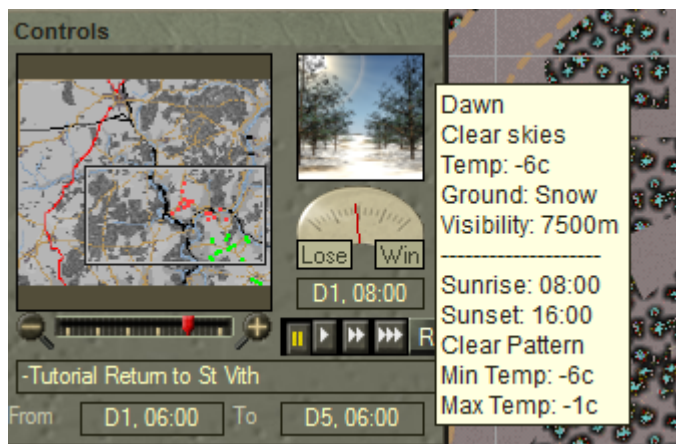 Controls
Dawn
Clear skies
Temp: -6c
Ground: Snow
Visibility: 7500m
--------------------
Sunrise: 08:00
Sunset: 16:00
Clear Pattern
Min Temp: -6c
Max Temp: -1c
Lose Win
D1, 08:00
R
-Tutorial Return to St Vith
From D1, 06:00 To D5, 06:00